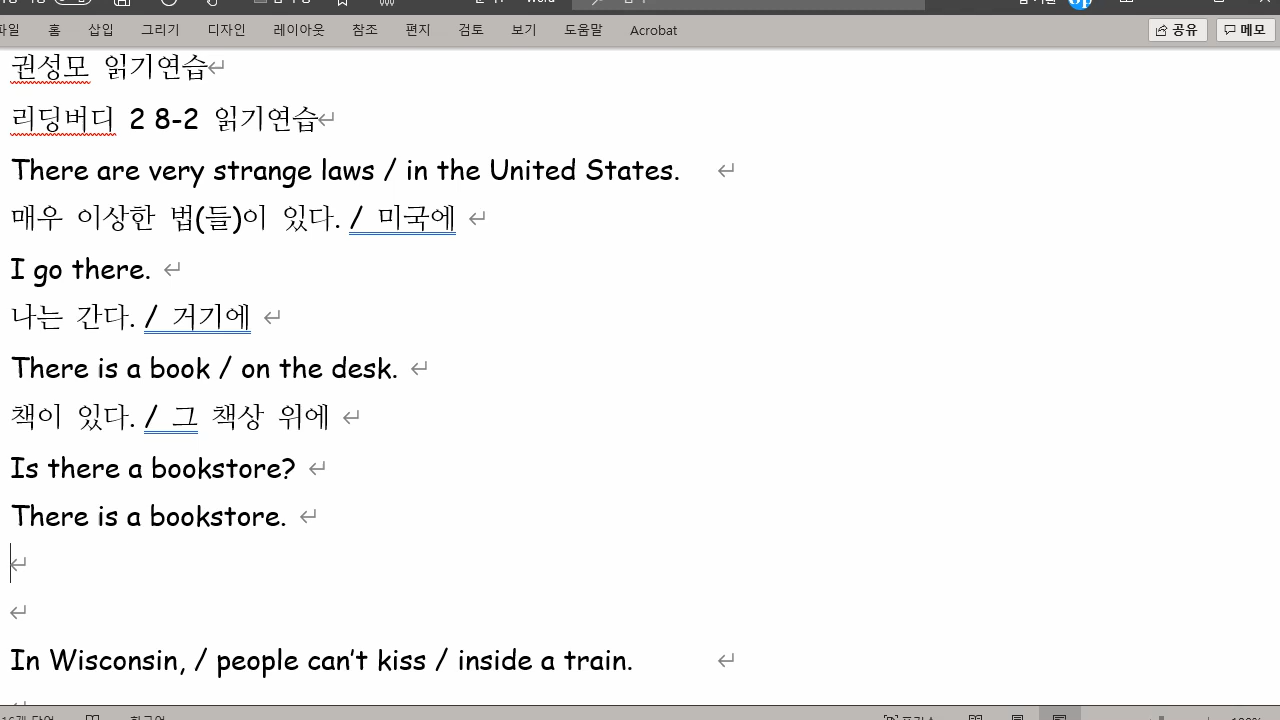 파일 홈 삽입 그리기 디자인 레이아웃 참조 편지 검토 보기 도움말 Acrobat 공유 메모
권성모 읽기연습
리딩버디 2 8-2 읽기연습
There are very strange laws / in the United States.
매우 이상한 법(들)이 있다. / 미국에
I go there.
나는 간다. / 거기에
There is a book / on the desk.
책이 있다. / 그 책상 위에
Is there a bookstore?
There is a bookstore.
In Wisconsin, / people can't kiss / inside a train.